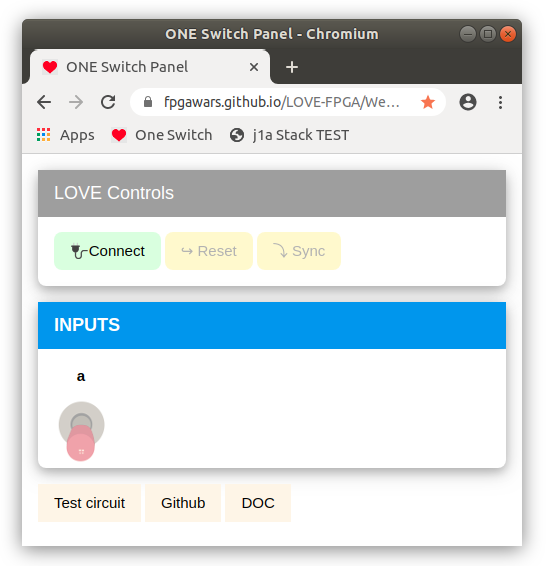 ONE Switch Panel - Chromium
ONE Switch Panel
fpgawars.github.io/LOVE-FPGA/We...
Apps One Switch j1a Stack TEST
LOVE Controls
Connect Reset Sync
INPUTS
a
Test circuit Github DOC